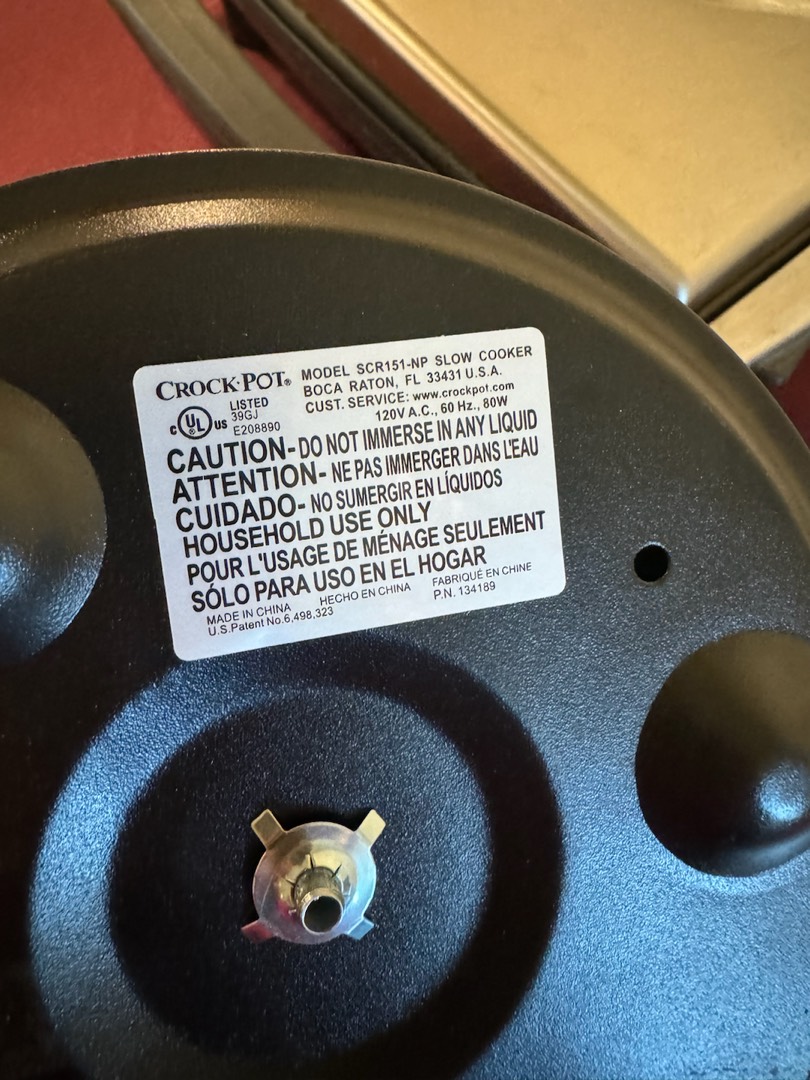 CROCK·POT®
MODEL SCR151-NP SLOW COOKER
BOCA RATON, FL 33431 U.S.A.
CUST. SERVICE: www.crockpot.com
120V A.C., 60 Hz., 80W
c UL us
LISTED
39GJ
E208890
CAUTION- DO NOT IMMERSE IN ANY LIQUID
ATTENTION- NE PAS IMMERGER DANS L'EAU
CUIDADO- NO SUMERGIR EN LÍQUIDOS
HOUSEHOLD USE ONLY
POUR L'USAGE DE MÉNAGE SEULEMENT
SÓLO PARA USO EN EL HOGAR
MADE IN CHINA HECHO EN CHINA FABRIQUÉ EN CHINE
U.S.Patent No.6,498,323 P.N. 134189